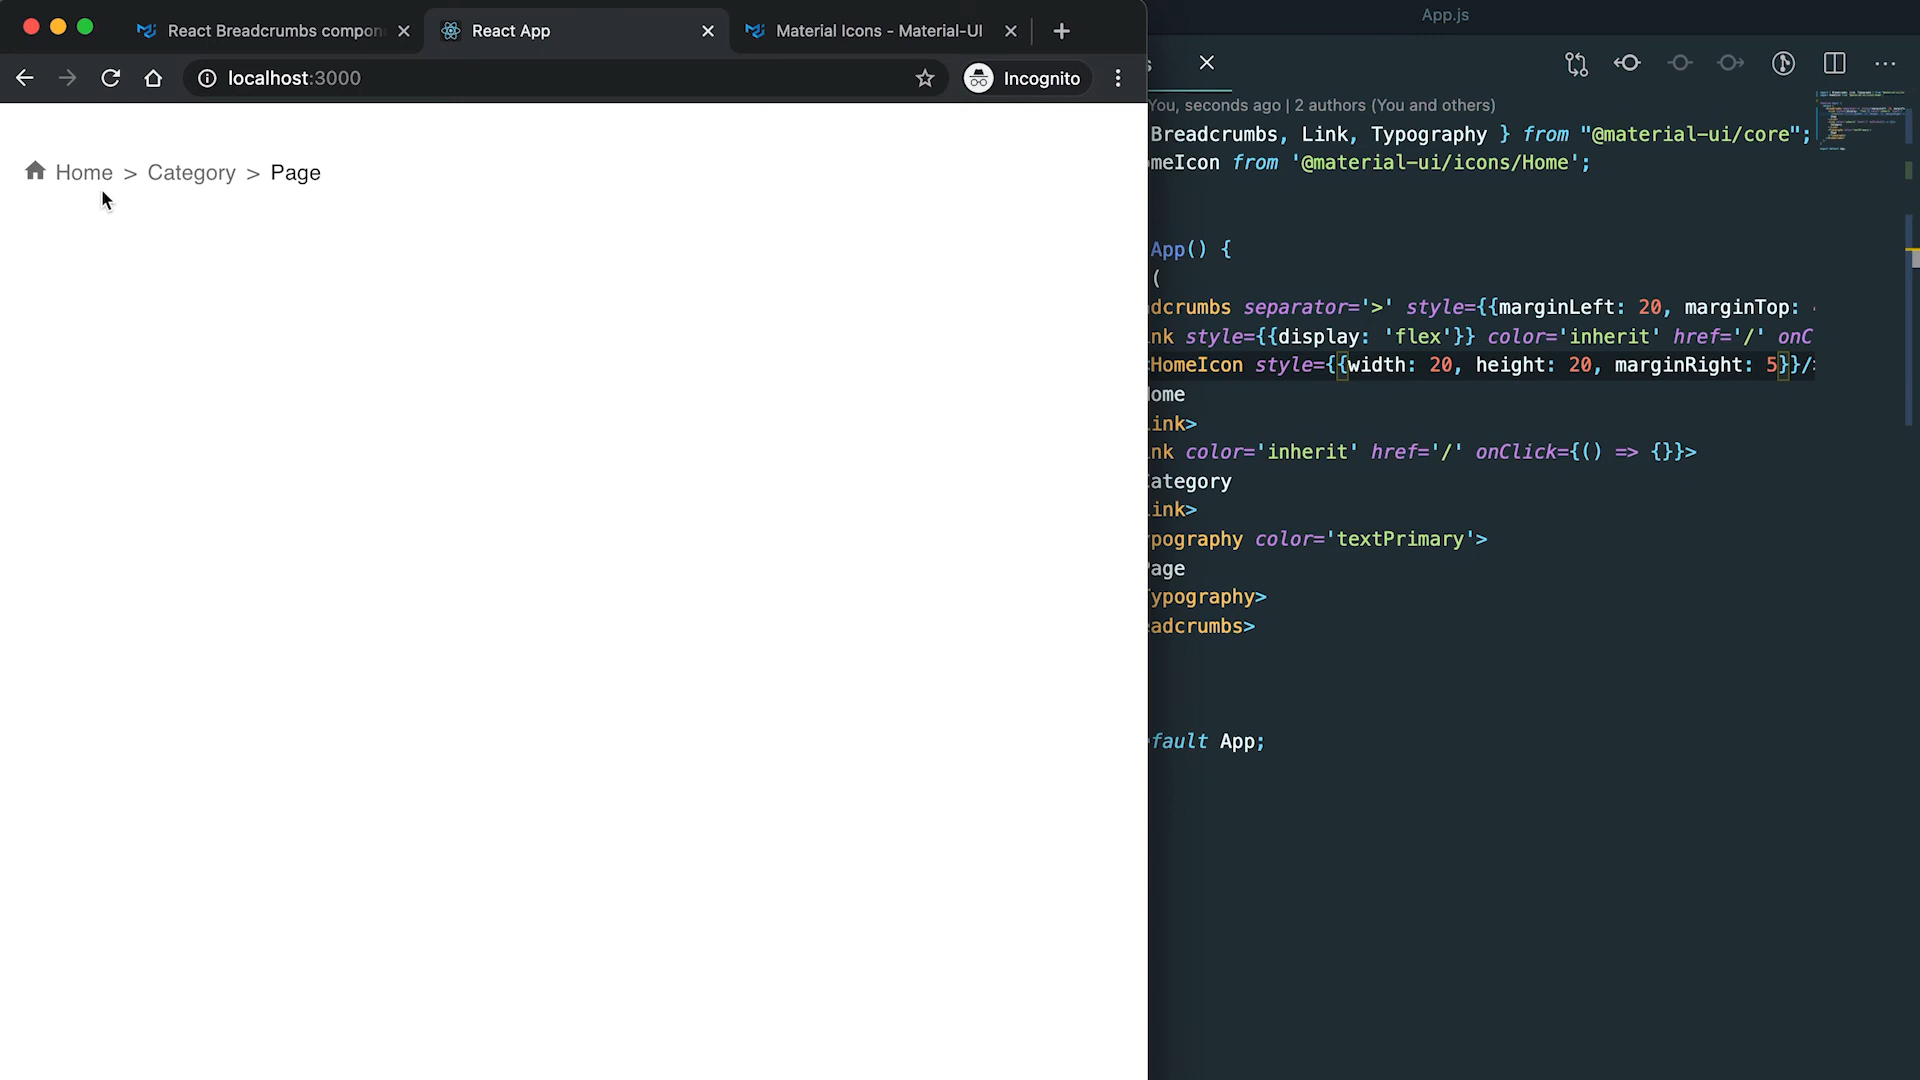 React Breadcrumbs compon
React App
Material Icons - Material-UI
localhost:3000
Incognito
Home > Category > Page
App.js
You, seconds ago | 2 authors (You and others)
Breadcrumbs, Link, Typography } from "@material-ui/core";
meIcon from '@material-ui/icons/Home';
App() {
(
dcrumbs separator='>' style={{marginLeft: 20, marginTop:
nk style={{display: 'flex'}} color='inherit' href='/' onC
HomeIcon style={{width: 20, height: 20, marginRight: 5}}/>
ome
ink>
nk color='inherit' href='/' onClick={() => {}}>
ategory
ink>
pography color='textPrimary'>
age
ypography>
adcrumbs>
fault App;